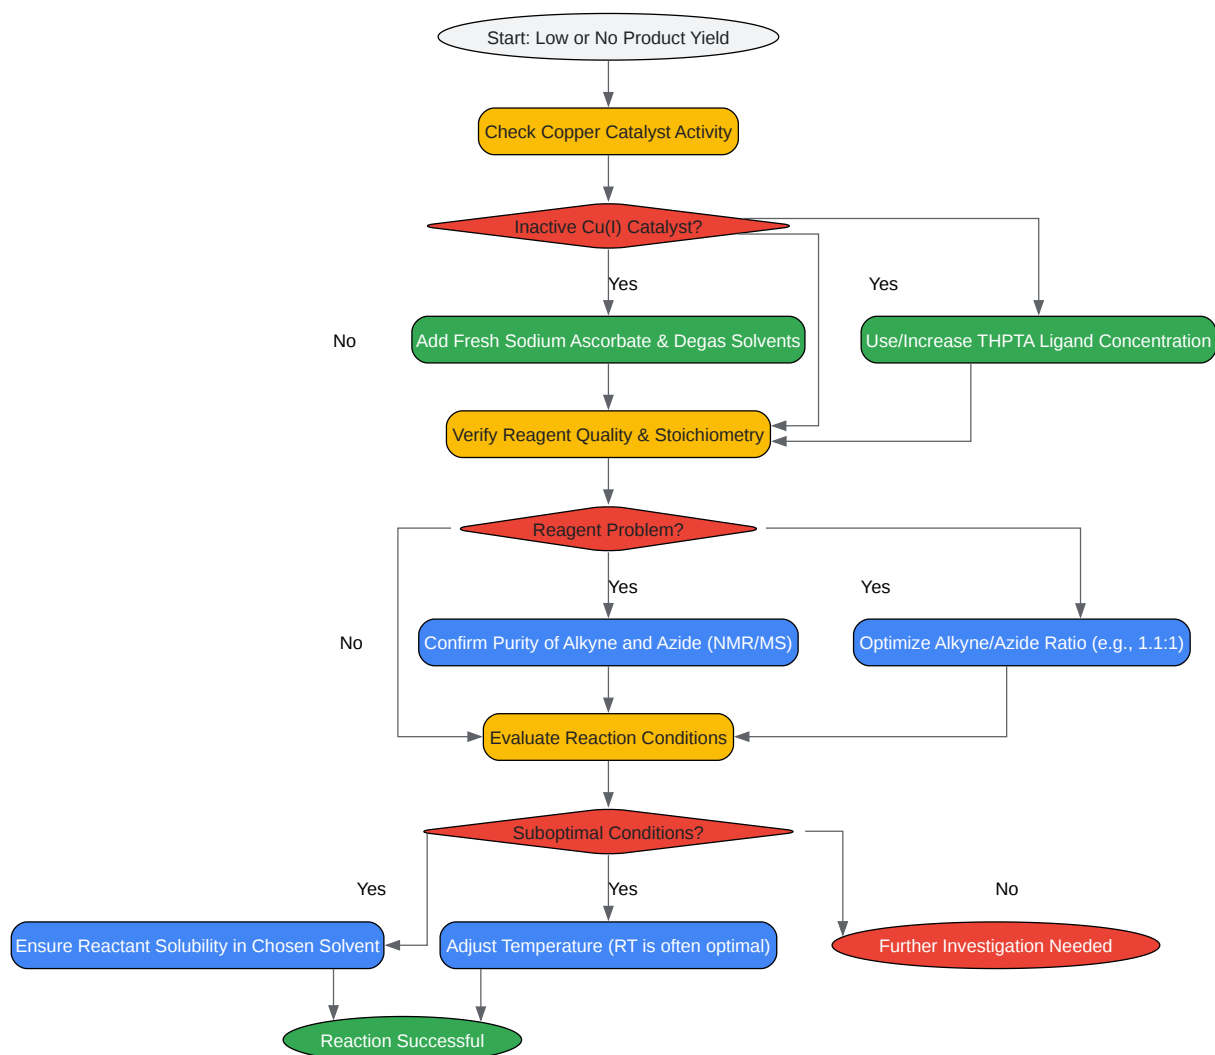 Start: Low or No Product Yield
Check Copper Catalyst Activity
Inactive Cu(I) Catalyst?
Yes
Yes
No
Add Fresh Sodium Ascorbate & Degas Solvents
Use/Increase THPTA Ligand Concentration
Verify Reagent Quality & Stoichiometry
Reagent Problem?
Yes
Yes
No
Confirm Purity of Alkyne and Azide (NMR/MS)
Optimize Alkyne/Azide Ratio (e.g., 1.1:1)
Evaluate Reaction Conditions
Suboptimal Conditions?
Yes
Yes
No
Ensure Reactant Solubility in Chosen Solvent
Adjust Temperature (RT is often optimal)
Further Investigation Needed
Reaction Successful